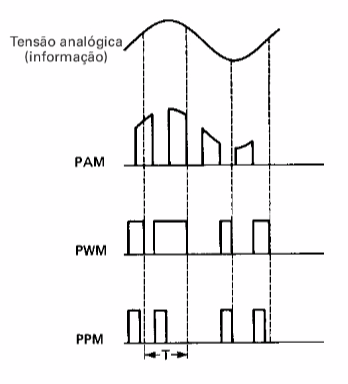 Tensão analógica
(informação)
PAM
PWM
PPM
T